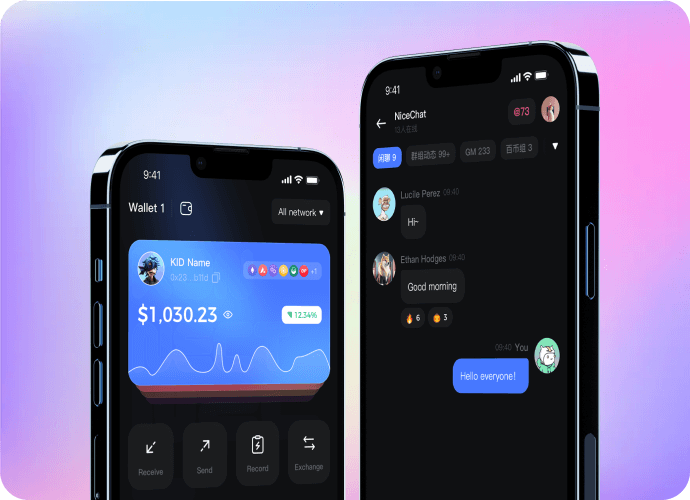 9:41
Wallet 1
All network ▾
KID Name
0x23...b11d
+1
$1,030.23
12.34%
Receive
Send
Record
Exchange
9:41
NiceChat
13人在线
@73
闲聊 9
群组动态 99+
GM 233
百币组 3
Lucile Perez 09:40
Hi~
Ethan Hodges 09:40
Good morning
6
3
09:40 You
Hello everyone!